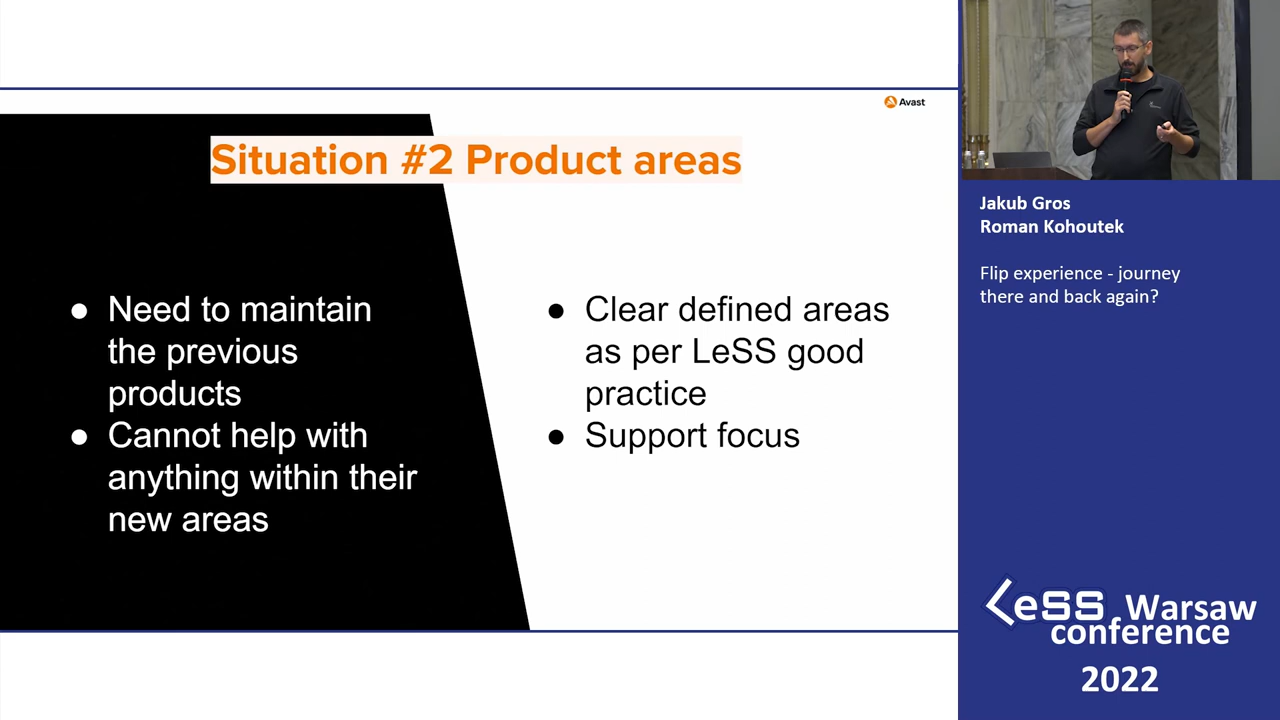 Avast
Situation #2 Product areas
● Need to maintain
the previous
products
● Cannot help with
anything within their
new areas
● Clear defined areas
as per LeSS good
practice
● Support focus
Jakub Gros
Roman Kohoutek
Flip experience - journey
there and back again?
LeSS Warsaw
conference
2022